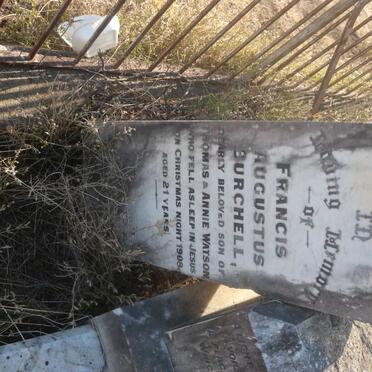 In
Loving Memory
of
FRANCIS
AUGUSTUS
BURCHELL,
DEARLY BELOVED SON OF
THOMAS & ANNIE WATSON
WHO FELL ASLEEP IN JESUS
ON CHRISTMAS NIGHT 1908.
AGED 21 YEARS.